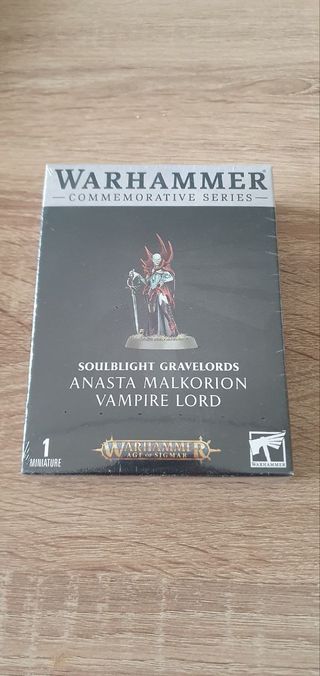 WARHAMMER
COMMEMORATIVE SERIES
SOULBLIGHT GRAVELORDS
ANASTA MALKORION
VAMPIRE LORD
1
MINIATURE
WARHAMMER
AGE OF SIGMAR
WARHAMMER